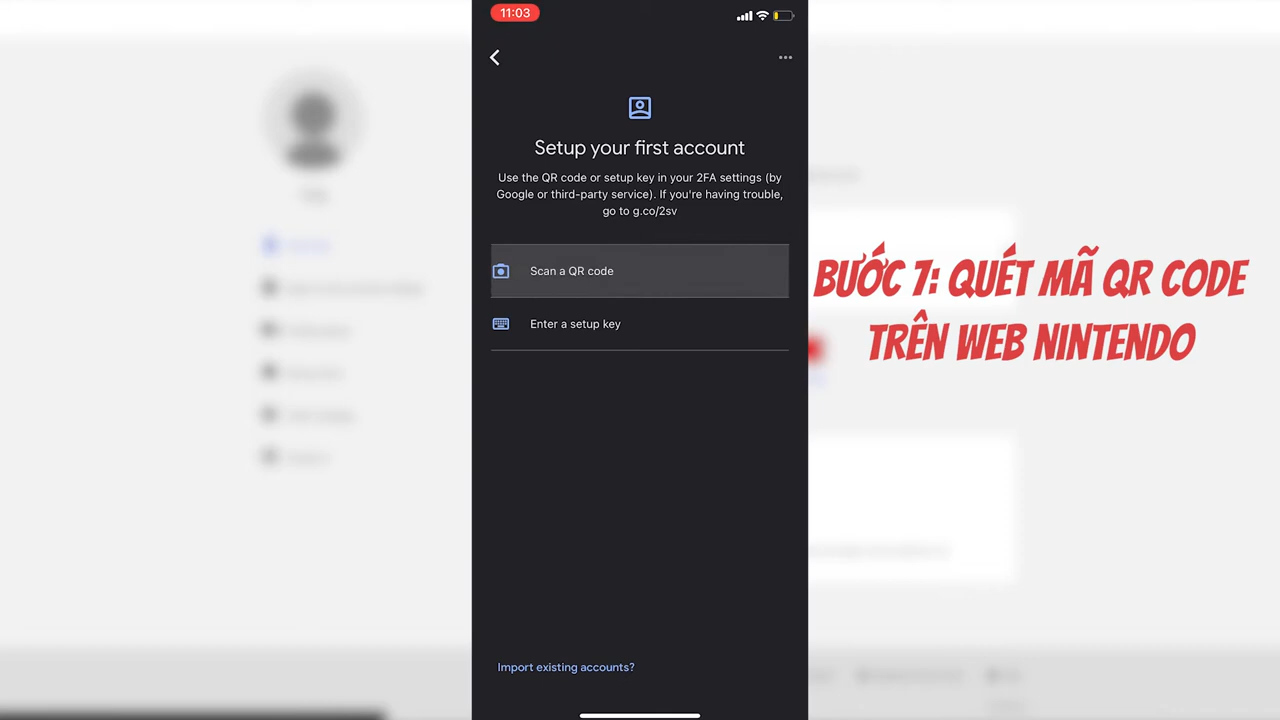 11:03
Setup your first account
Use the QR code or setup key in your 2FA settings (by
Google or third-party service). If you're having trouble,
go to g.co/2sv
Scan a QR code
Enter a setup key
Import existing accounts?
BƯỚC 7: QUÉT MÃ QR CODE
TRÊN WEB NINTENDO